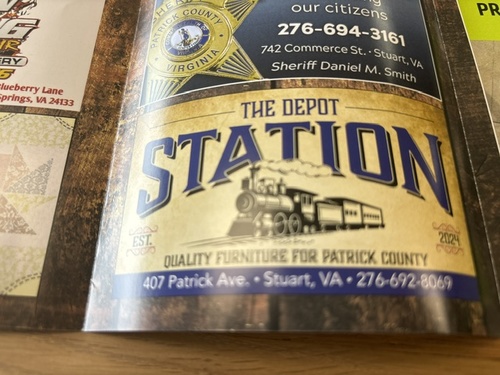 our citizens
PATRICK COUNTY
VIRGINIA
276-694-3161
742 Commerce St. · Stuart, VA
Sheriff Daniel M. Smith
Blueberry Lane
Springs, VA 24133
PR
THE DEPOT
STATION
EST.
2024
QUALITY FURNITURE FOR PATRICK COUNTY
407 Patrick Ave. • Stuart, VA • 276-692-8069